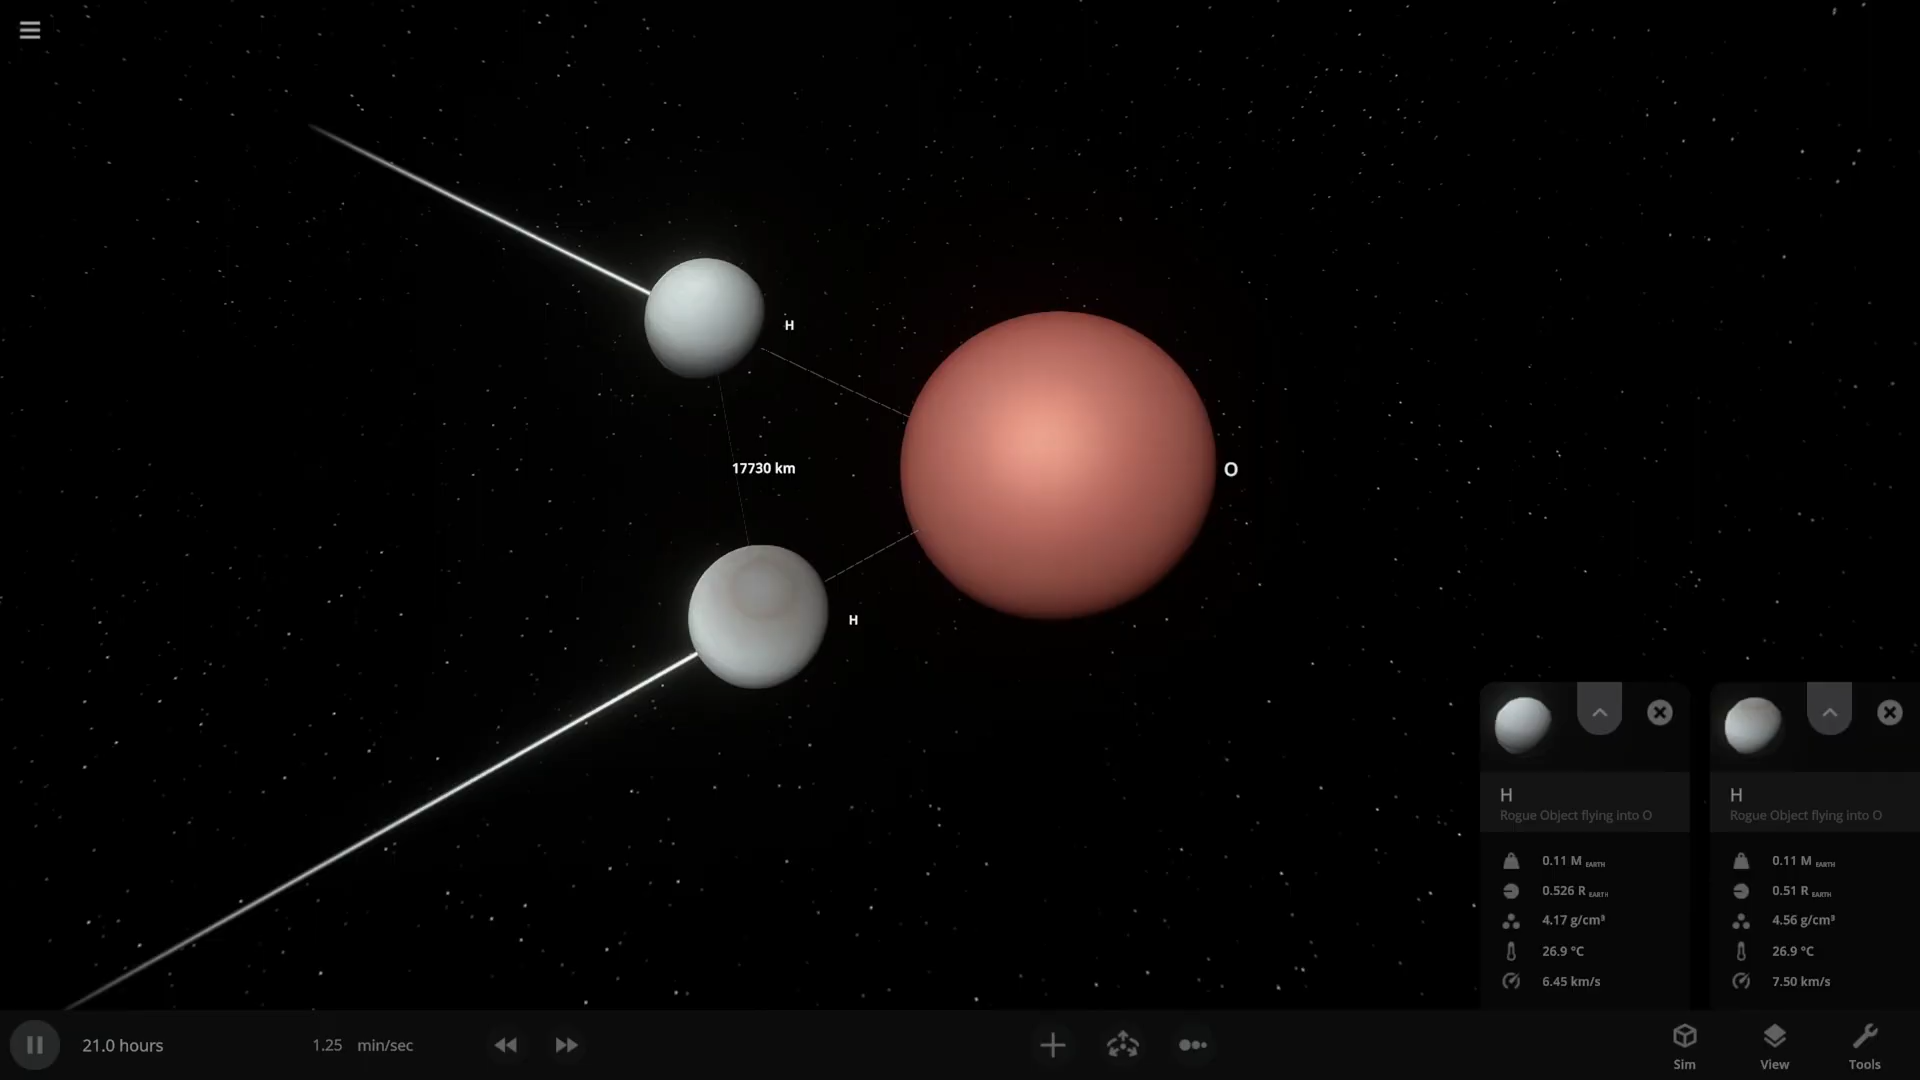 H
17730 km
O
H
H
Rogue Object flying into O
0.11 M EARTH
0.526 R EARTH
4.17 g/cm³
26.9 °C
6.45 km/s
H
Rogue Object flying into O
0.11 M EARTH
0.51 R EARTH
4.56 g/cm³
26.9 °C
7.50 km/s
21.0 hours
1.25 min/sec
Sim
View
Tools